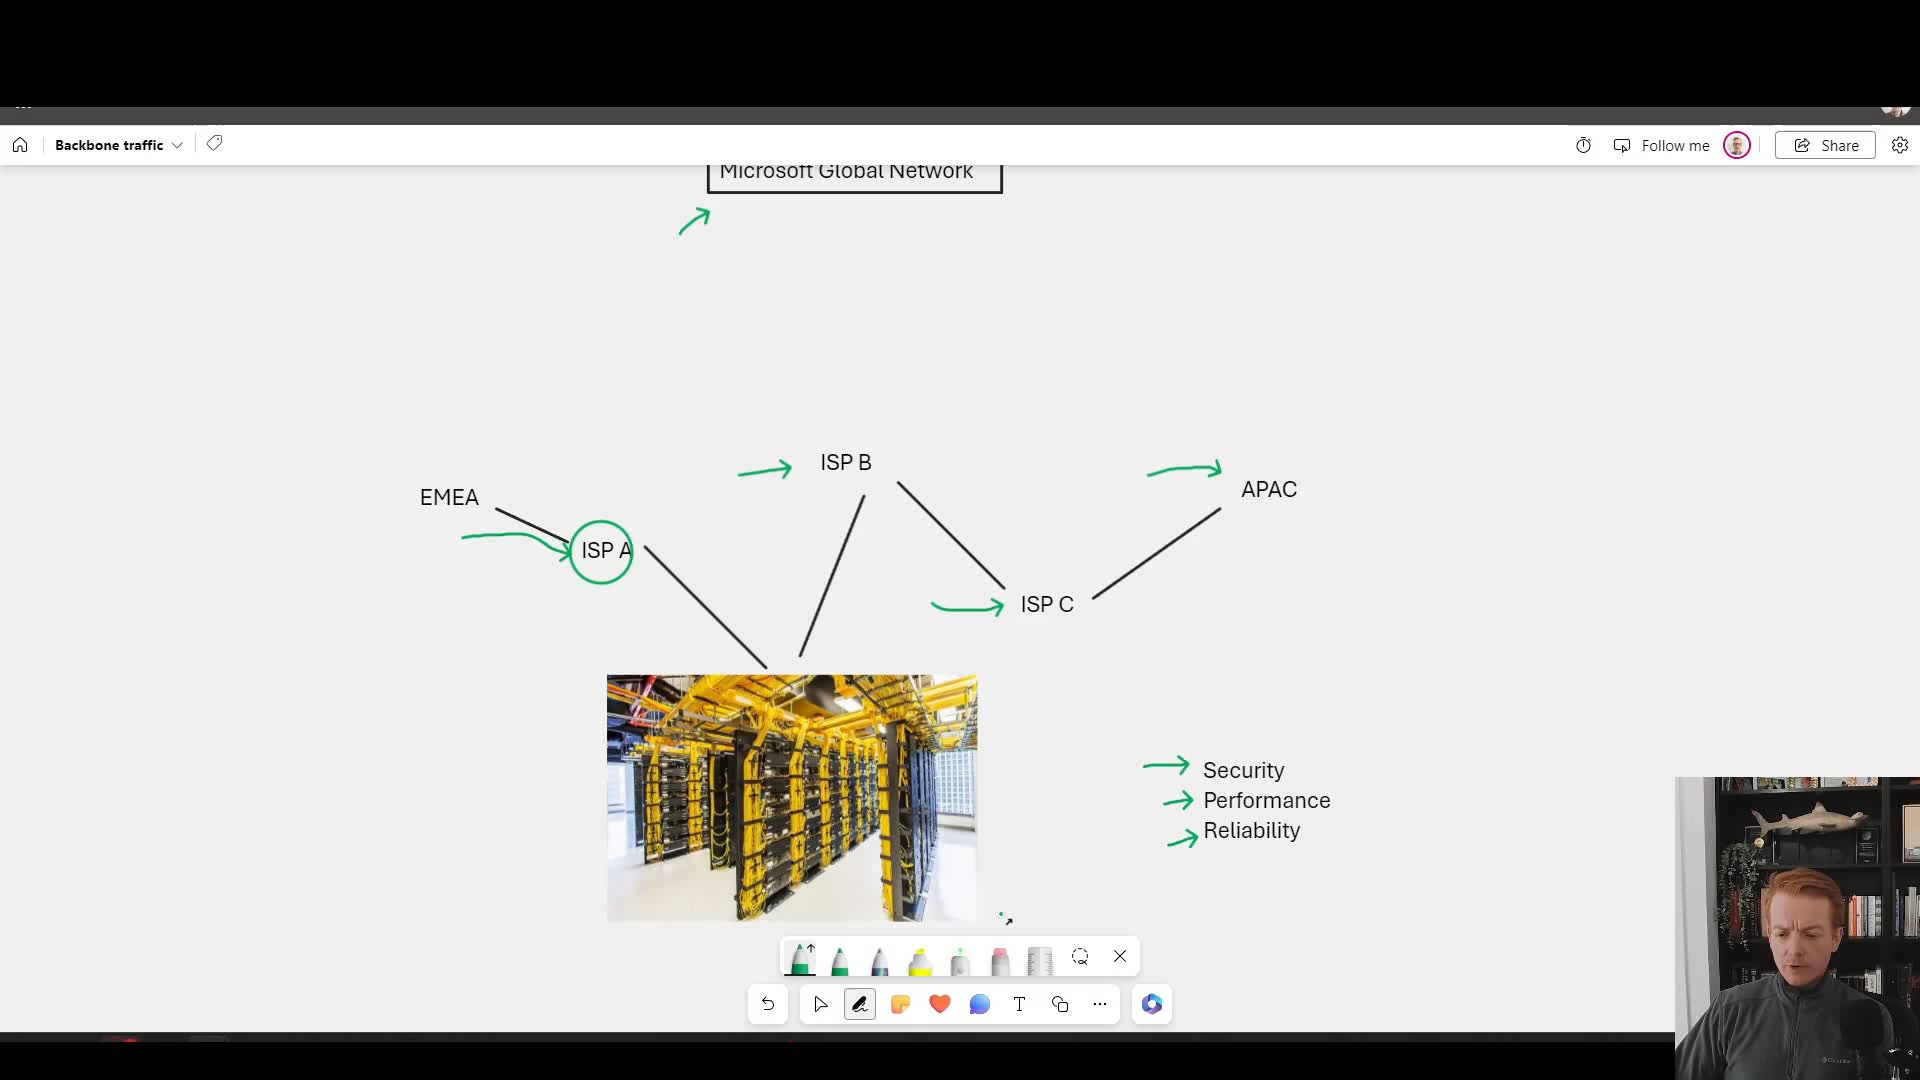 Backbone traffic
Follow me
Share
Microsoft Global Network
ISP B
EMEA
APAC
ISP A
ISP C
Security
Performance
Reliability
T